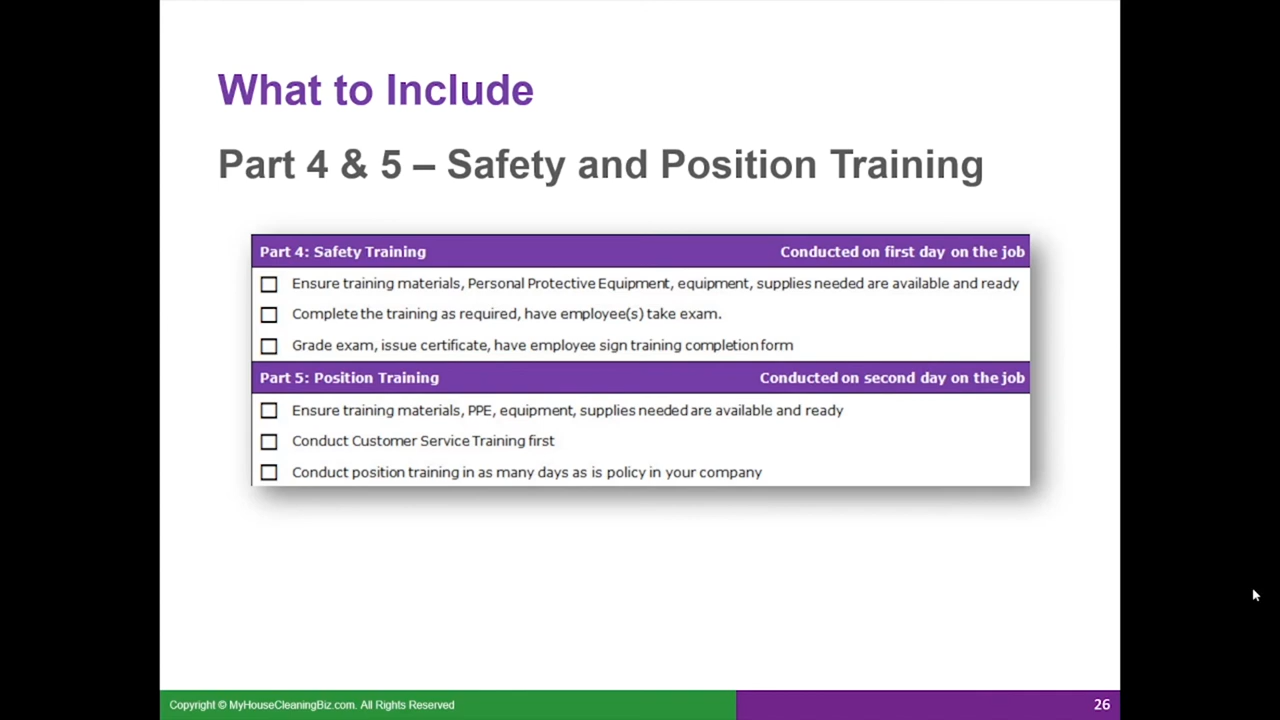 What to Include
Part 4 & 5 – Safety and Position Training
Part 4: Safety Training Conducted on first day on the job
Ensure training materials, Personal Protective Equipment, equipment, supplies needed are available and ready
Complete the training as required, have employee(s) take exam.
Grade exam, issue certificate, have employee sign training completion form
Part 5: Position Training Conducted on second day on the job
Ensure training materials, PPE, equipment, supplies needed are available and ready
Conduct Customer Service Training first
Conduct position training in as many days as is policy in your company
Copyright © MyHouseCleaningBiz.com. All Rights Reserved 26